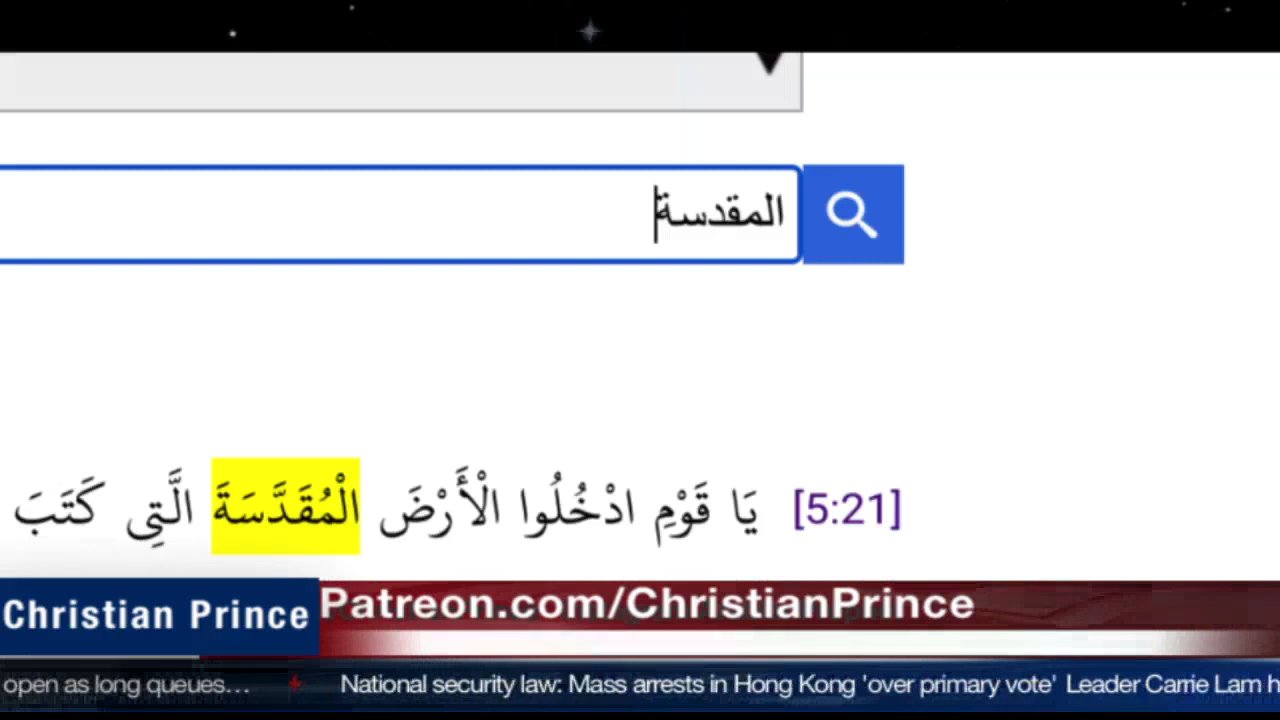 المقدسة
[5:21] يَا قَوْمِ ادْخُلُوا الْأَرْضَ الْمُقَدَّسَةَ الَّتِى كَتَبَ
Christian Prince
Patreon.com/ChristianPrince
open as long queues... National security law: Mass arrests in Hong Kong 'over primary vote' Leader Carrie Lam h